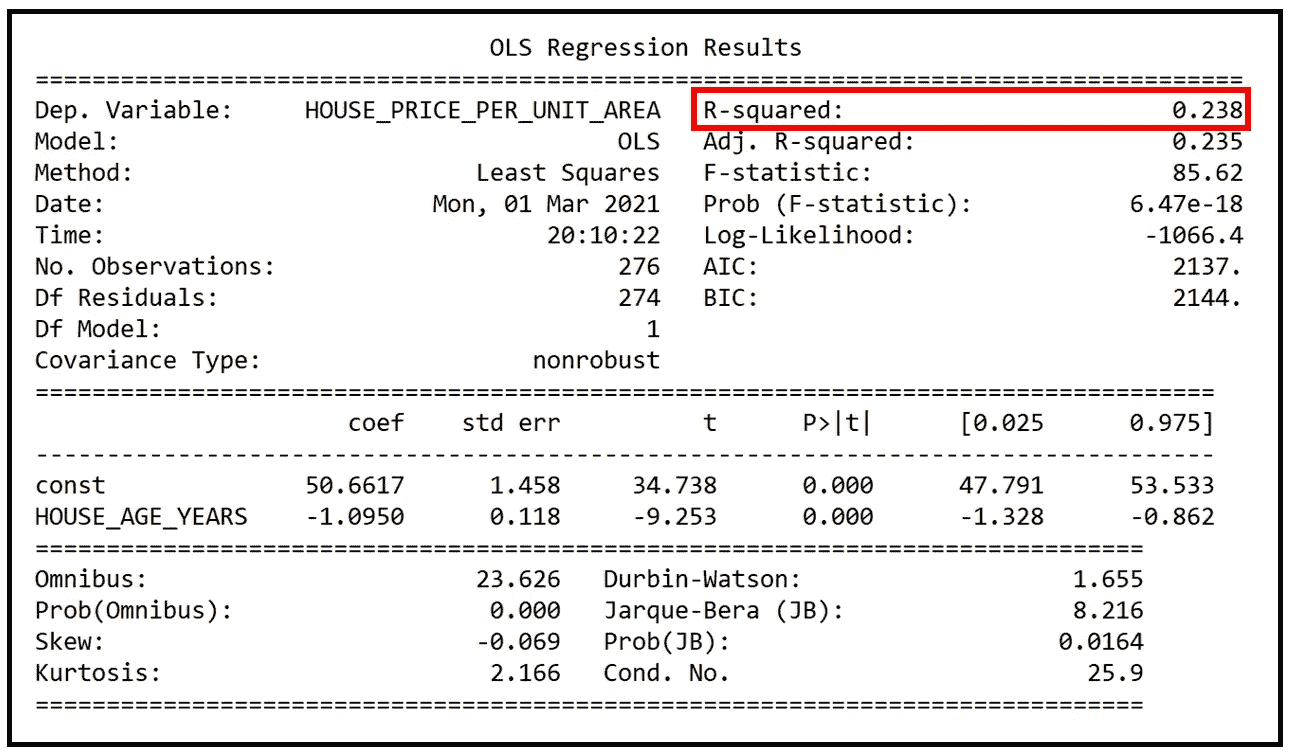 OLS Regression Results
==============================================================================
Dep. Variable: HOUSE_PRICE_PER_UNIT_AREA R-squared: 0.238
Model: OLS Adj. R-squared: 0.235
Method: Least Squares F-statistic: 85.62
Date: Mon, 01 Mar 2021 Prob (F-statistic): 6.47e-18
Time: 20:10:22 Log-Likelihood: -1066.4
No. Observations: 276 AIC: 2137.
Df Residuals: 274 BIC: 2144.
Df Model: 1
Covariance Type: nonrobust
==============================================================================
coef std err t P>|t| [0.025 0.975]
------------------------------------------------------------------------------
const 50.6617 1.458 34.738 0.000 47.791 53.533
HOUSE_AGE_YEARS -1.0950 0.118 -9.253 0.000 -1.328 -0.862
==============================================================================
Omnibus: 23.626 Durbin-Watson: 1.655
Prob(Omnibus): 0.000 Jarque-Bera (JB): 8.216
Skew: -0.069 Prob(JB): 0.0164
Kurtosis: 2.166 Cond. No. 25.9
==============================================================================